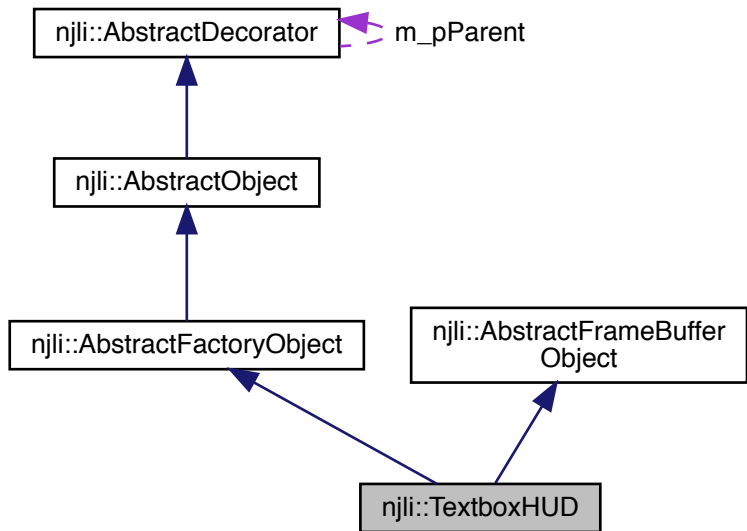 njli::AbstractDecorator
m_pParent
njli::AbstractObject
njli::AbstractFactoryObject
njli::AbstractFrameBuffer
Object
njli::TextboxHUD